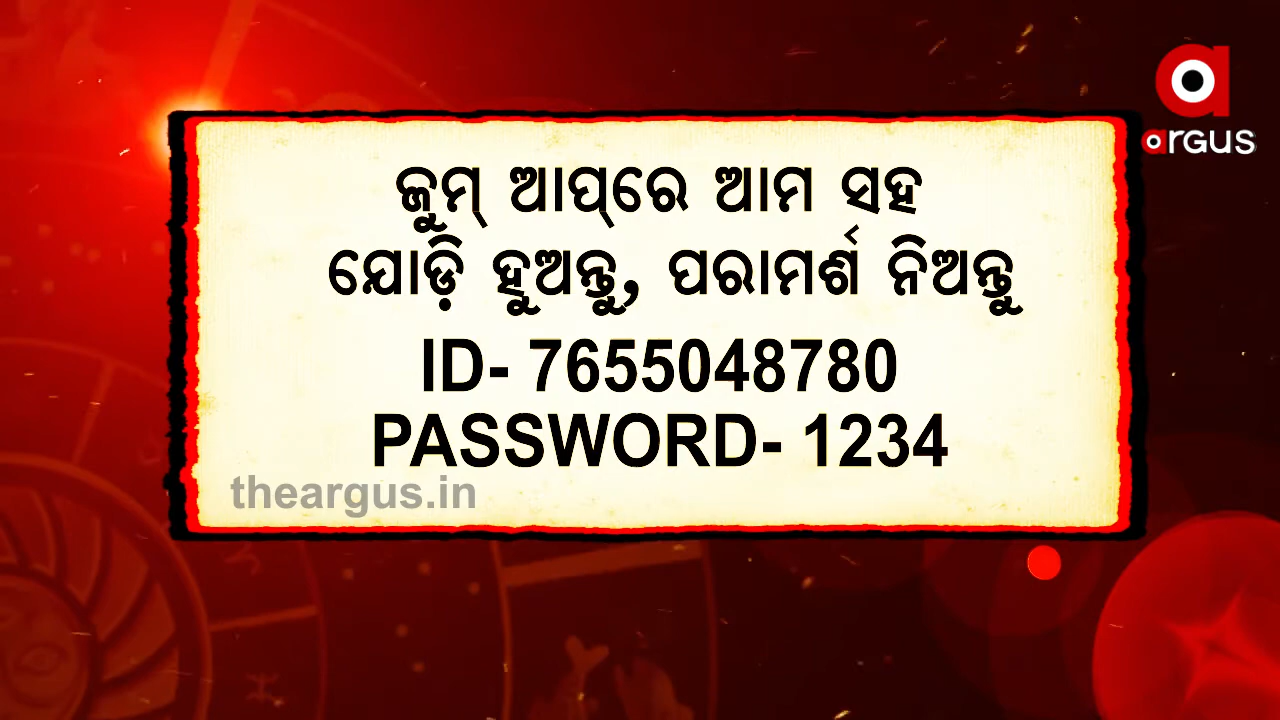 argus
ଜୁମ୍ ଆପ୍‌ରେ ଆମ ସହ
ଯୋଡ଼ି ହୁଅନ୍ତୁ, ପରାମର୍ଶ ନିଅନ୍ତୁ
ID- 7655048780
PASSWORD- 1234
theargus.in